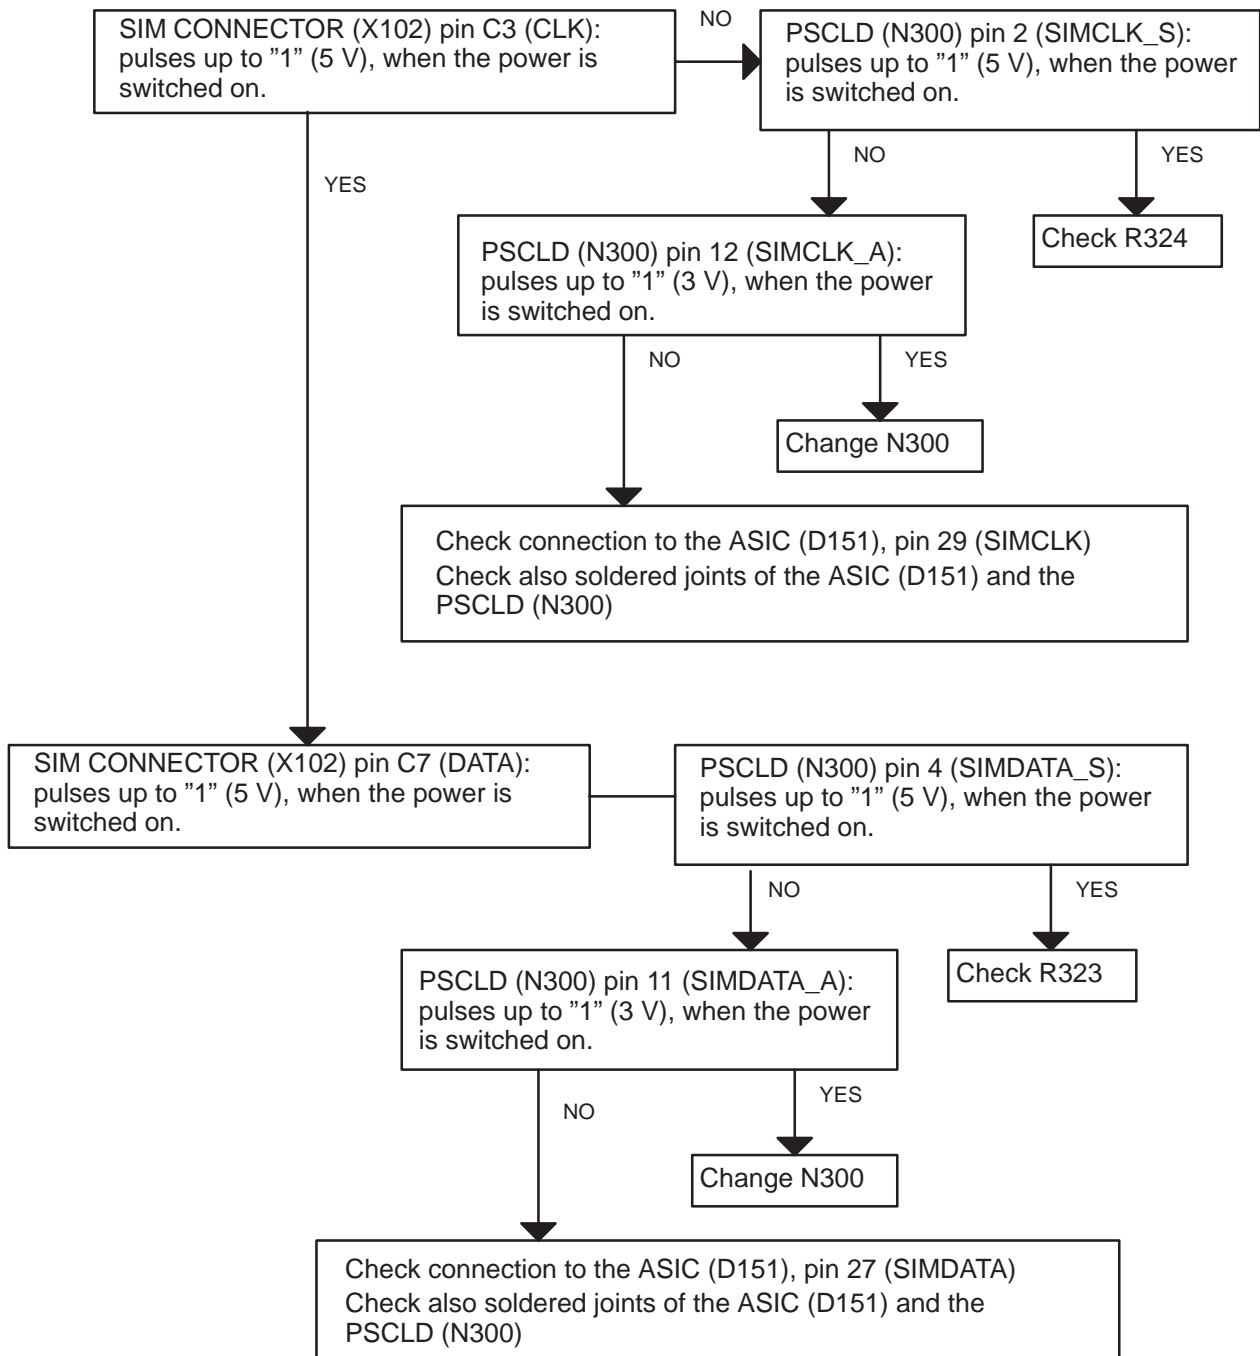 SIM CONNECTOR (X102) pin C3 (CLK):
pulses up to ”1” (5 V), when the power is
switched on.
NO
PSCLD (N300) pin 2 (SIMCLK_S):
pulses up to ”1” (5 V), when the power
is switched on.
NO
YES
YES
PSCLD (N300) pin 12 (SIMCLK_A):
pulses up to ”1” (3 V), when the power
is switched on.
Check R324
NO
YES
Change N300
Check connection to the ASIC (D151), pin 29 (SIMCLK)
Check also soldered joints of the ASIC (D151) and the
PSCLD (N300)
SIM CONNECTOR (X102) pin C7 (DATA):
pulses up to ”1” (5 V), when the power is
switched on.
PSCLD (N300) pin 4 (SIMDATA_S):
pulses up to ”1” (5 V), when the power
is switched on.
NO
YES
PSCLD (N300) pin 11 (SIMDATA_A):
pulses up to ”1” (3 V), when the power
is switched on.
Check R323
NO
YES
Change N300
Check connection to the ASIC (D151), pin 27 (SIMDATA)
Check also soldered joints of the ASIC (D151) and the
PSCLD (N300)